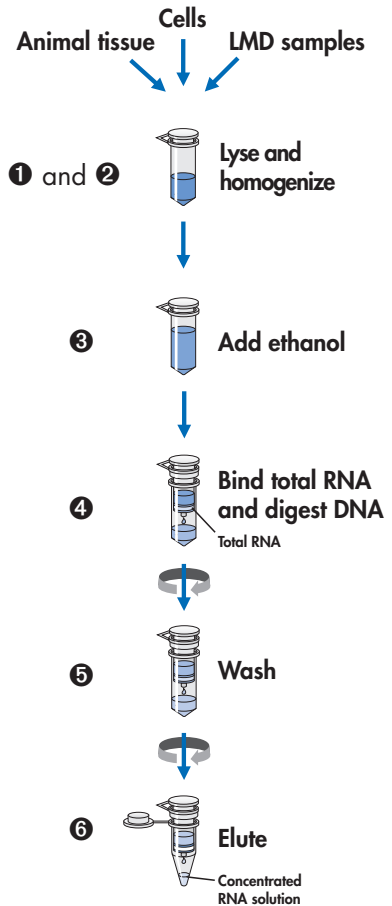 Cells
Animal tissue
LMD samples
❶ and ❷
Lyse and
homogenize
❸
Add ethanol
❹
Bind total RNA
and digest DNA
Total RNA
❺
Wash
❻
Elute
Concentrated
RNA solution